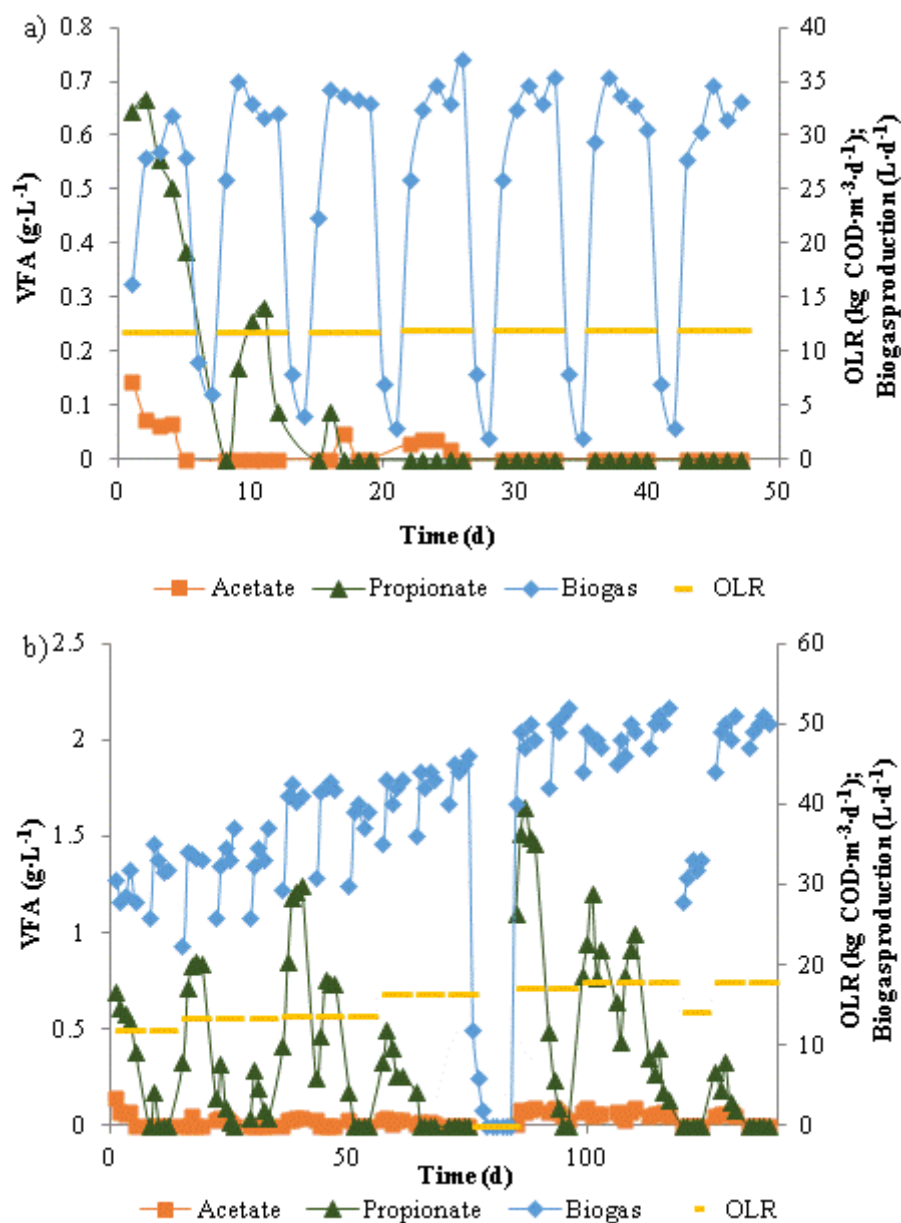 a)
0.8
0.7
0.6
0.5
0.4
0.3
0.2
0.1
0
VFA (g·L-1)
40
35
30
25
20
15
10
5
0
OLR (kg COD·m-3·d-1);
Biogasproduction (L·d-1)
0 10 20 30 40 50
Time (d)
Acetate Propionate Biogas OLR
b)
2.5
2
1.5
1
0.5
0
VFA (g·L-1)
60
50
40
30
20
10
0
OLR (kg COD·m-3·d-1);
Biogasproduction (L·d-1)
0 50 100
Time (d)
Acetate Propionate Biogas OLR